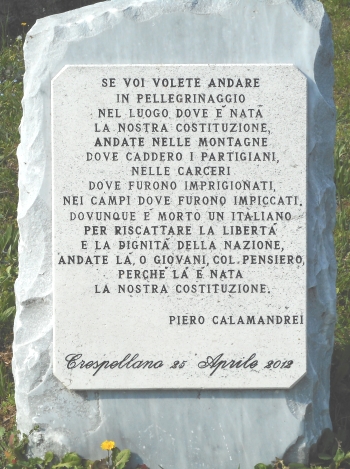 SE VOI VOLETE ANDARE
IN PELLEGRINAGGIO
NEL LUOGO DOVE È NATA
LA NOSTRA COSTITUZIONE,
ANDATE NELLE MONTAGNE
DOVE CADDERO I PARTIGIANI,
NELLE CARCERI
DOVE FURONO IMPRIGIONATI,
NEI CAMPI DOVE FURONO IMPICCATI.
DOVUNQUE È MORTO UN ITALIANO
PER RISCATTARE LA LIBERTÀ
E LA DIGNITÀ DELLA NAZIONE,
ANDATE LÀ, O GIOVANI, COL PENSIERO,
PERCHÈ LÀ È NATA
LA NOSTRA COSTITUZIONE.
PIERO CALAMANDREI
Crespellano 25 Aprile 2012